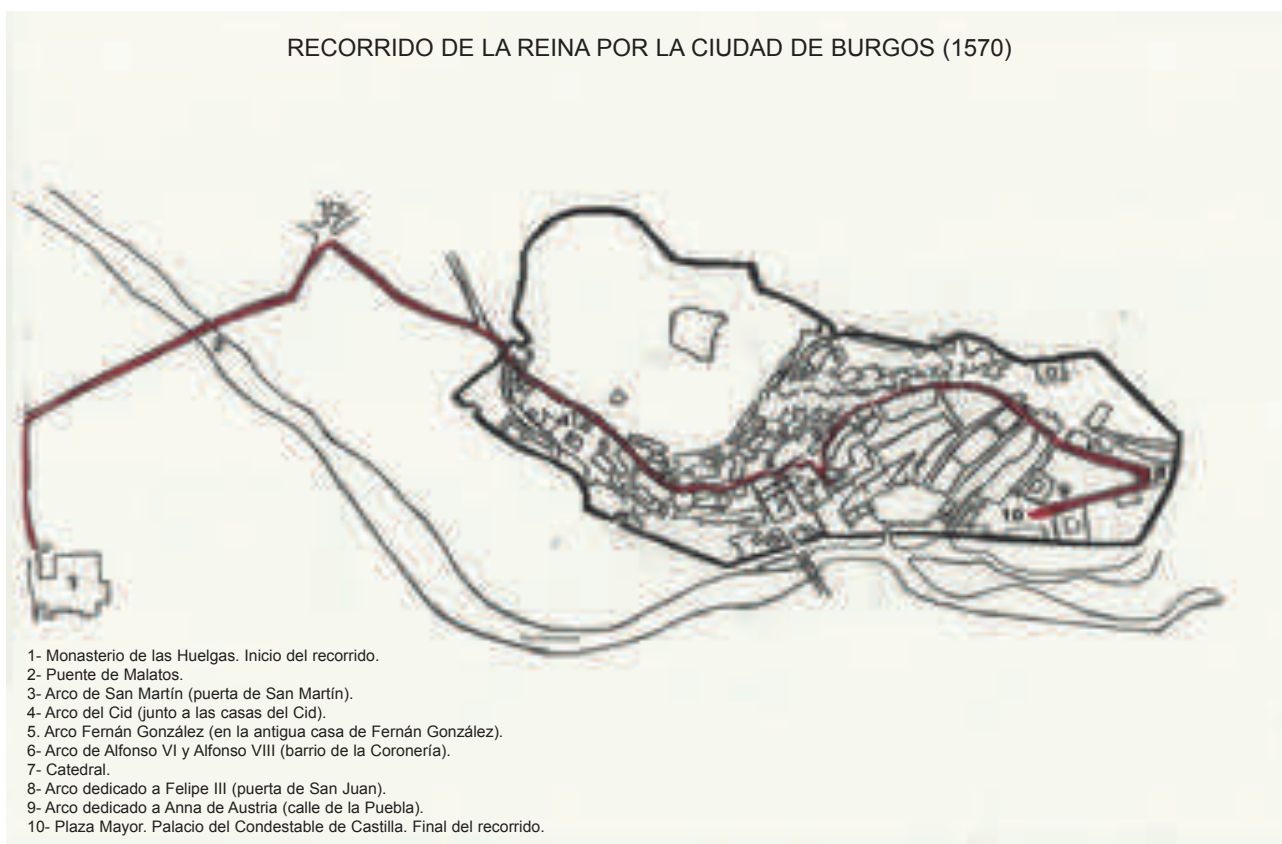 RECORRIDO DE LA REINA POR LA CIUDAD DE BURGOS (1570)
10
1
1- Monasterio de las Huelgas. Inicio del recorrido.
2- Puente de Malatos.
3- Arco de San Martín (puerta de San Martín).
4- Arco del Cid (junto a las casas del Cid).
5. Arco Fernán González (en la antigua casa de Fernán González).
6- Arco de Alfonso VI y Alfonso VIII (barrio de la Coronería).
7- Catedral.
8- Arco dedicado a Felipe III (puerta de San Juan).
9- Arco dedicado a Anna de Austria (calle de la Puebla).
10- Plaza Mayor. Palacio del Condestable de Castilla. Final del recorrido.